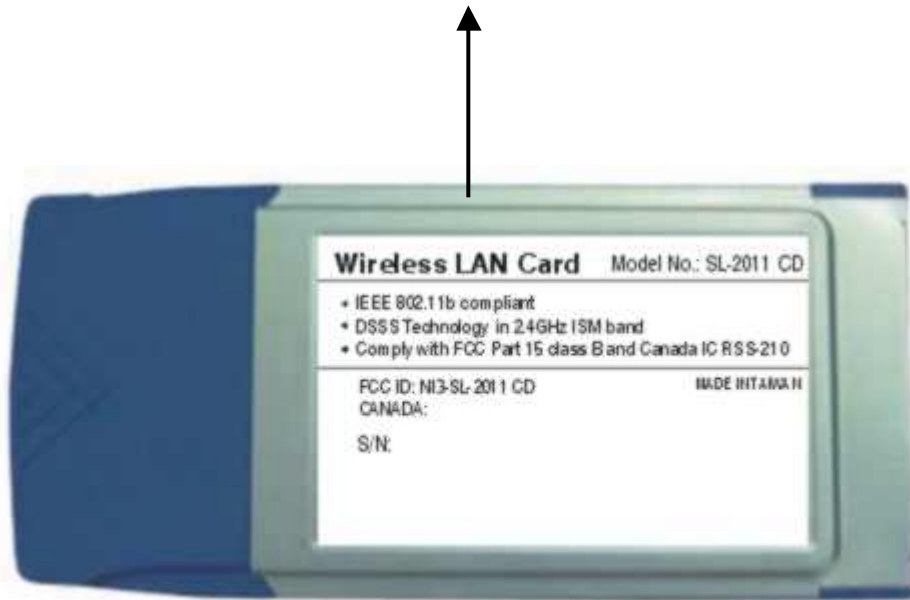 Wireless LAN Card Model No.: SL-2011 CD
• IEEE 802.11b compliant
• DSSS Technology in 2.4GHz ISM band
• Comply with FCC Part 15 class B and Canada IC RSS-210
FCC ID: NI3-SL-2011 CD MADE IN TAIWAN
CANADA:
S/N: